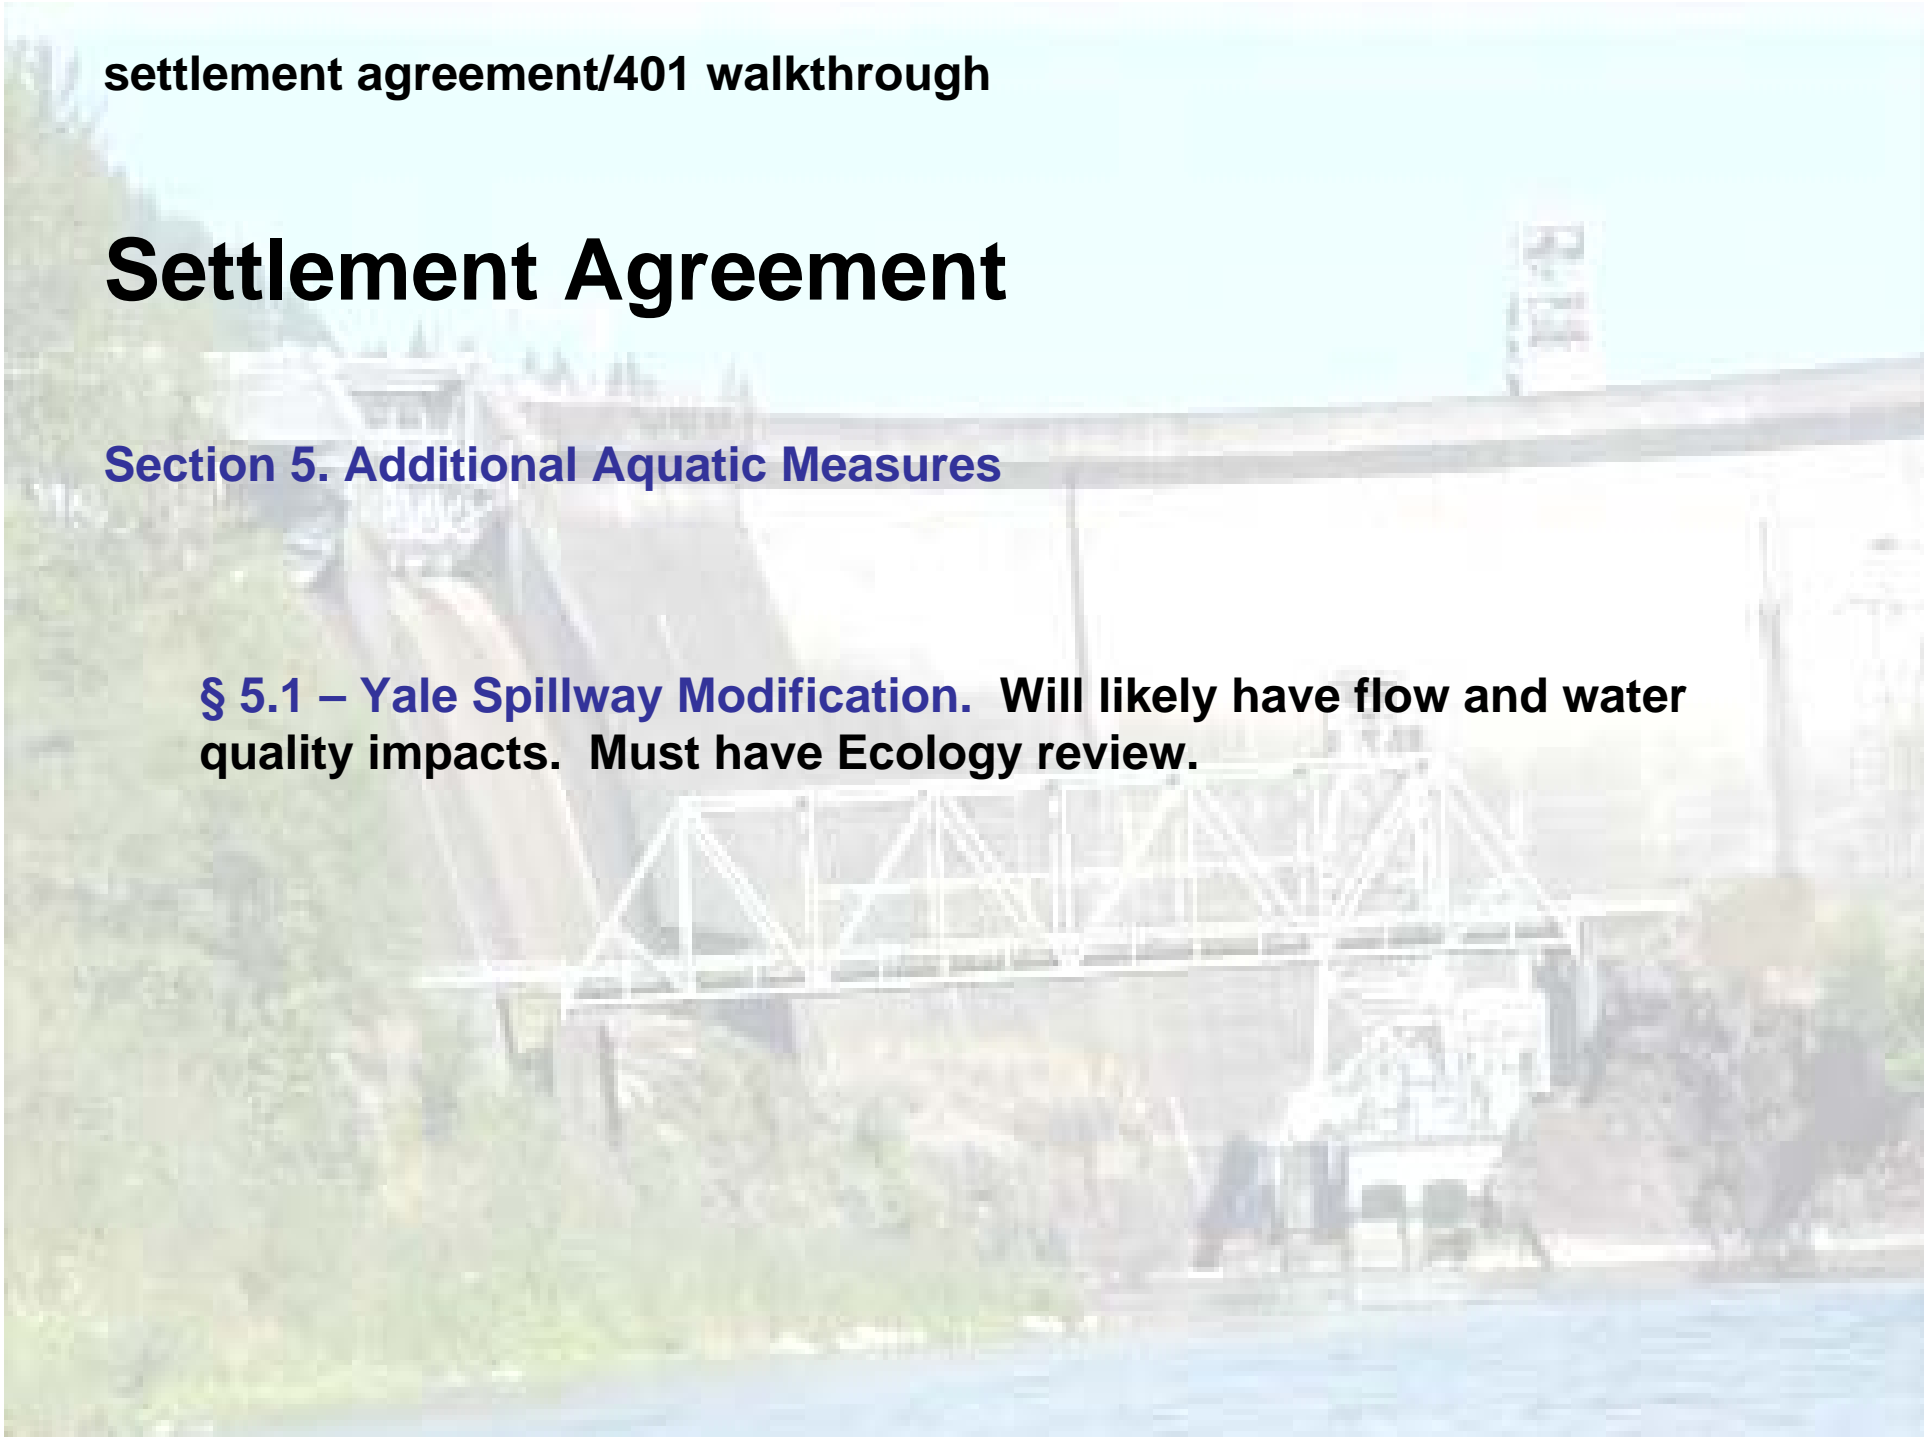 settlement agreement/401 walkthrough
Settlement Agreement
Section 5. Additional Aquatic Measures
§ 5.1 – Yale Spillway Modification.  Will likely have flow and water
quality impacts.  Must have Ecology review.